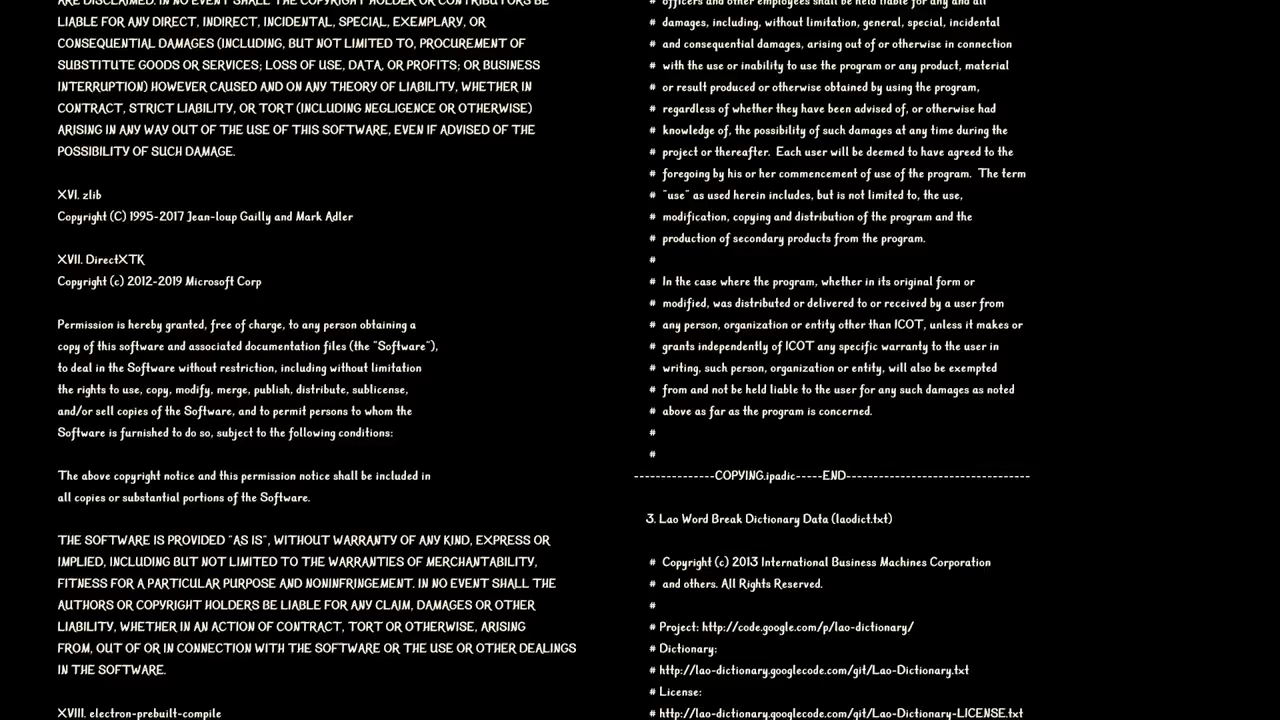 ARE DISCLAIMED. IN NO EVENT SHALL THE COPYRIGHT HOLDER OR CONTRIBUTORS BE
LIABLE FOR ANY DIRECT, INDIRECT, INCIDENTAL, SPECIAL, EXEMPLARY, OR
CONSEQUENTIAL DAMAGES (INCLUDING, BUT NOT LIMITED TO, PROCUREMENT OF
SUBSTITUTE GOODS OR SERVICES; LOSS OF USE, DATA, OR PROFITS; OR BUSINESS
INTERRUPTION) HOWEVER CAUSED AND ON ANY THEORY OF LIABILITY, WHETHER IN
CONTRACT, STRICT LIABILITY, OR TORT (INCLUDING NEGLIGENCE OR OTHERWISE)
ARISING IN ANY WAY OUT OF THE USE OF THIS SOFTWARE, EVEN IF ADVISED OF THE
POSSIBILITY OF SUCH DAMAGE.
XVI. zlib
Copyright (C) 1995-2017 Jean-loup Gailly and Mark Adler
XVII. DirectXTK
Copyright (c) 2012-2019 Microsoft Corp
Permission is hereby granted, free of charge, to any person obtaining a
copy of this software and associated documentation files (the "Software"),
to deal in the Software without restriction, including without limitation
the rights to use, copy, modify, merge, publish, distribute, sublicense,
and/or sell copies of the Software, and to permit persons to whom the
Software is furnished to do so, subject to the following conditions:
The above copyright notice and this permission notice shall be included in
all copies or substantial portions of the Software.
THE SOFTWARE IS PROVIDED "AS IS", WITHOUT WARRANTY OF ANY KIND, EXPRESS OR
IMPLIED, INCLUDING BUT NOT LIMITED TO THE WARRANTIES OF MERCHANTABILITY,
FITNESS FOR A PARTICULAR PURPOSE AND NONINFRINGEMENT. IN NO EVENT SHALL THE
AUTHORS OR COPYRIGHT HOLDERS BE LIABLE FOR ANY CLAIM, DAMAGES OR OTHER
LIABILITY, WHETHER IN AN ACTION OF CONTRACT, TORT OR OTHERWISE, ARISING
FROM, OUT OF OR IN CONNECTION WITH THE SOFTWARE OR THE USE OR OTHER DEALINGS
IN THE SOFTWARE.
XVIII. electron-prebuilt-compile
# officers and other employees shall be held liable for any and all
# damages, including, without limitation, general, special, incidental
# and consequential damages, arising out of or otherwise in connection
# with the use or inability to use the program or any product, material
# or result produced or otherwise obtained by using the program,
# regardless of whether they have been advised of, or otherwise had
# knowledge of, the possibility of such damages at any time during the
# project or thereafter.  Each user will be deemed to have agreed to the
# foregoing by his or her commencement of use of the program.  The term
# "use" as used herein includes, but is not limited to, the use,
# modification, copying and distribution of the program and the
# production of secondary products from the program.
#
# In the case where the program, whether in its original form or
# modified, was distributed or delivered to or received by a user from
# any person, organization or entity other than ICOT, unless it makes or
# grants independently of ICOT any specific warranty to the user in
# writing, such person, organization or entity, will also be exempted
# from and not be held liable to the user for any such damages as noted
# above as far as the program is concerned.
#
#
---------------COPYING.ipadic-----END----------------------------------
3. Lao Word Break Dictionary Data (laodict.txt)
# Copyright (c) 2013 International Business Machines Corporation
# and others. All Rights Reserved.
#
# Project: http://code.google.com/p/lao-dictionary/
# Dictionary:
# http://lao-dictionary.googlecode.com/git/Lao-Dictionary.txt
# License:
# http://lao-dictionary.googlecode.com/git/Lao-Dictionary-LICENSE.txt